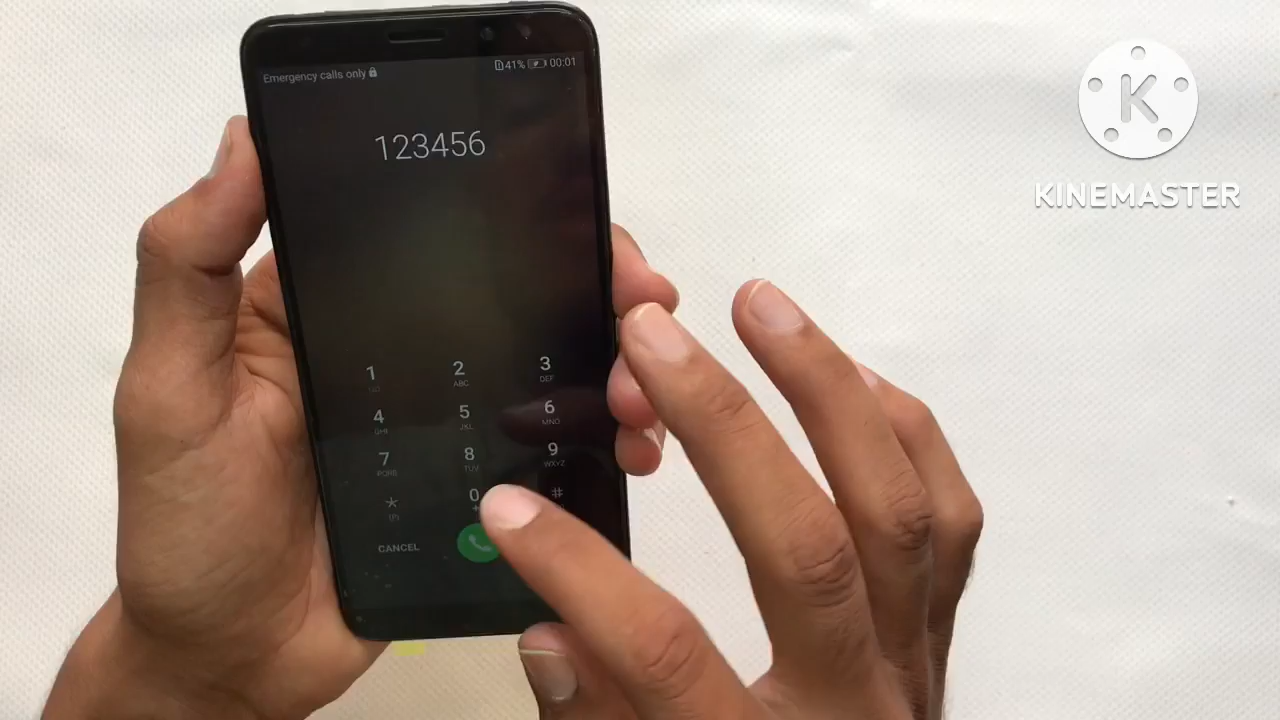 Emergency calls only
41% 00:01
123456
1 2 3
ABC DEF
4 5 6
GHI JKL MNO
7 8 9
PQRS TUV WXYZ
* 0 #
(P) +
CANCEL
K
KINEMASTER